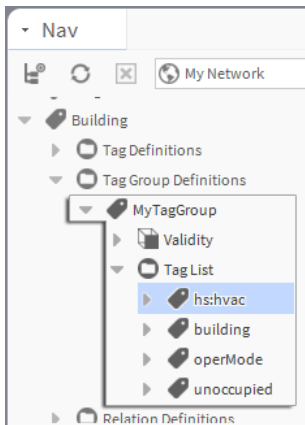 Nav
My Network
Building
Tag Definitions
Tag Group Definitions
MyTagGroup
Validity
Tag List
hs:hvac
building
operMode
unoccupied
Relation Definitions